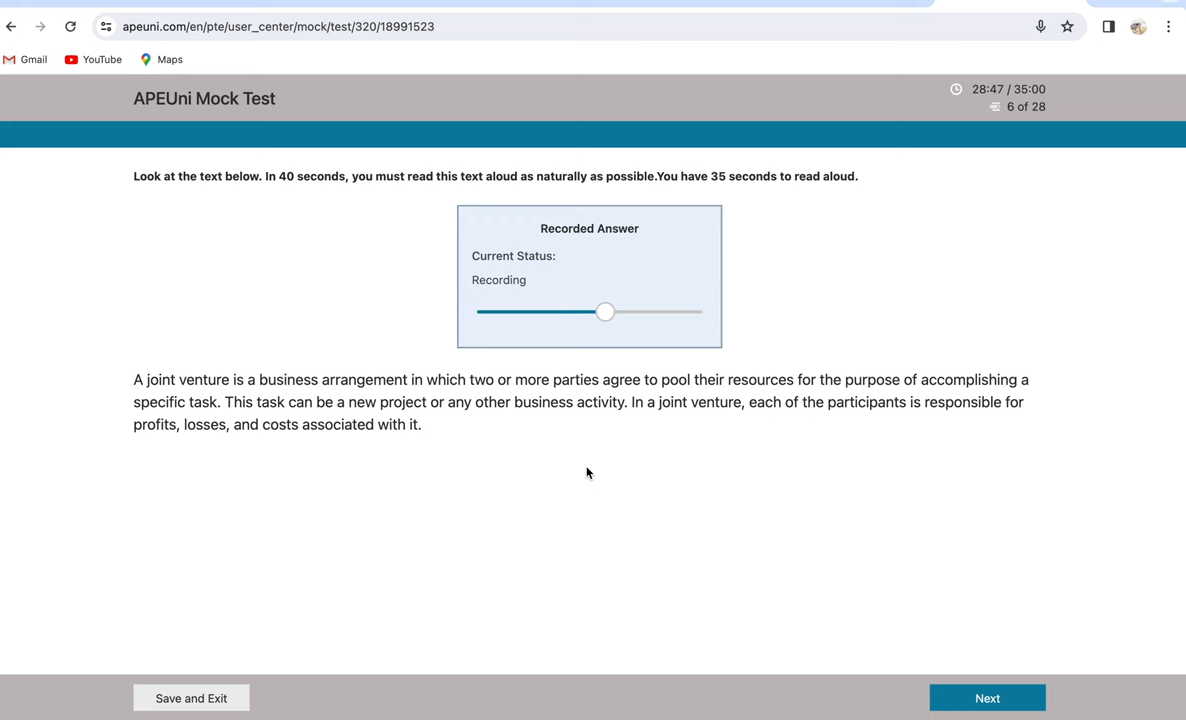 apeuni.com/en/pte/user_center/mock/test/320/18991523
Gmail YouTube Maps
APEUni Mock Test
28:47 / 35:00
6 of 28
Look at the text below. In 40 seconds, you must read this text aloud as naturally as possible.You have 35 seconds to read aloud.
Recorded Answer
Current Status:
Recording
A joint venture is a business arrangement in which two or more parties agree to pool their resources for the purpose of accomplishing a
specific task. This task can be a new project or any other business activity. In a joint venture, each of the participants is responsible for
profits, losses, and costs associated with it.
Save and Exit
Next